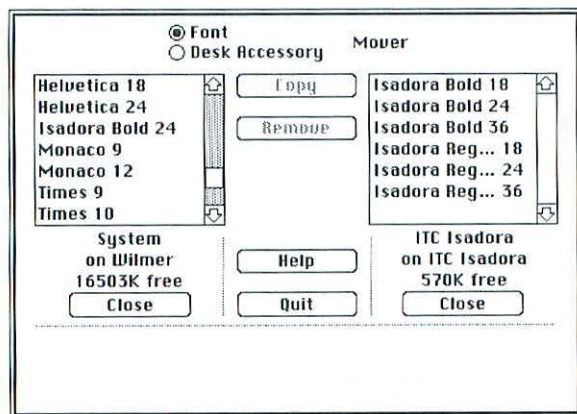 Font
Desk Accessory
Mover
Helvetica 18
Helvetica 24
Isadora Bold 24
Monaco 9
Monaco 12
Times 9
Times 10
Copy
Remove
Isadora Bold 18
Isadora Bold 24
Isadora Bold 36
Isadora Reg... 18
Isadora Reg... 24
Isadora Reg... 36
System
on Wilmer
16503K free
Close
Help
Quit
ITC Isadora
on ITC Isadora
570K free
Close